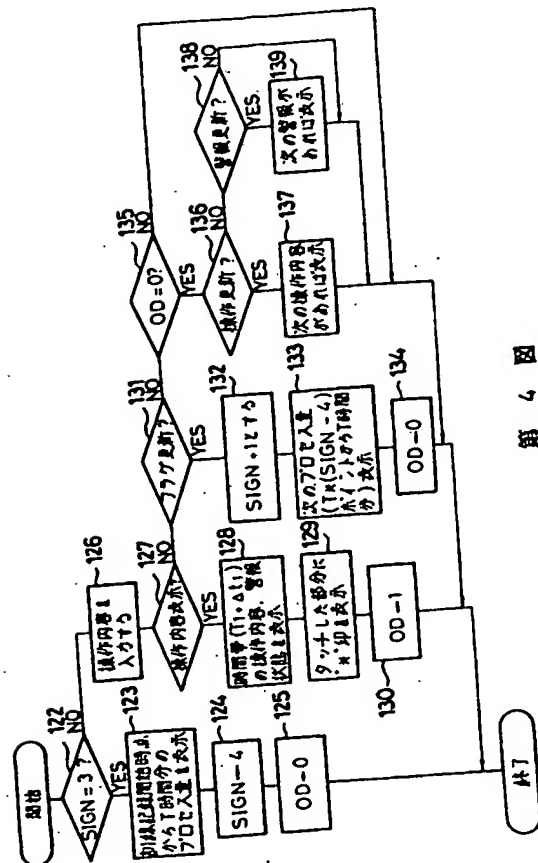 開始
122
SIGN=3?
NO
YES
123
訓練記録開始時点
からT時間分の
プロセス量を表示
124
SIGN←4
125
OD←0
126
操作内容を
入力する
127
操作内容表示?
NO
YES
128
時間帯(T1+Δt1)
の操作内容、警報
状態を表示
129
タッチした部分に
"*"印を表示
OD←1
130
131
フラグ更新?
NO
YES
132
SIGN+1とする
133
次のプロセス量
(T*(SIGN-4)
ポイントからT時間
分)表示
134
OD←0
135
OD=0?
NO
YES
136
操作更新?
NO
YES
137
次の操作内容
があれば表示
138
警報更新?
NO
YES
139
次の警報が
あれば表示
終了
第4図